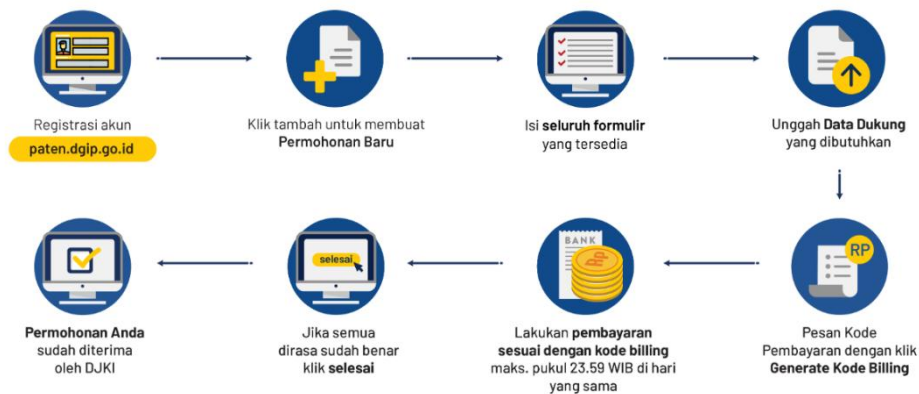 Registrasi akun
paten.dgip.go.id
Klik tambah untuk membuat
Permohonan Baru
Isi seluruh formulir
yang tersedia
Unggah Data Dukung
yang dibutuhkan
RP
Pesan Kode
Pembayaran dengan klik
Generate Kode Billing
BANK
Rp
Lakukan pembayaran
sesuai dengan kode billing
maks. pukul 23.59 WIB di hari
yang sama
selesai
Jika semua
dirasa sudah benar
klik selesai
Permohonan Anda
sudah diterima
oleh DJKI